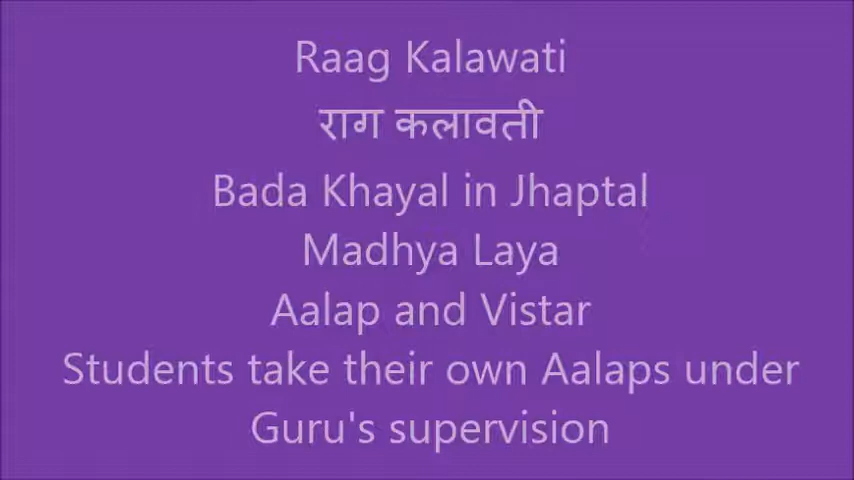 Raag Kalawati
राग कलावती
Bada Khayal in Jhaptal
Madhya Laya
Aalap and Vistar
Students take their own Aalaps under
Guru's supervision